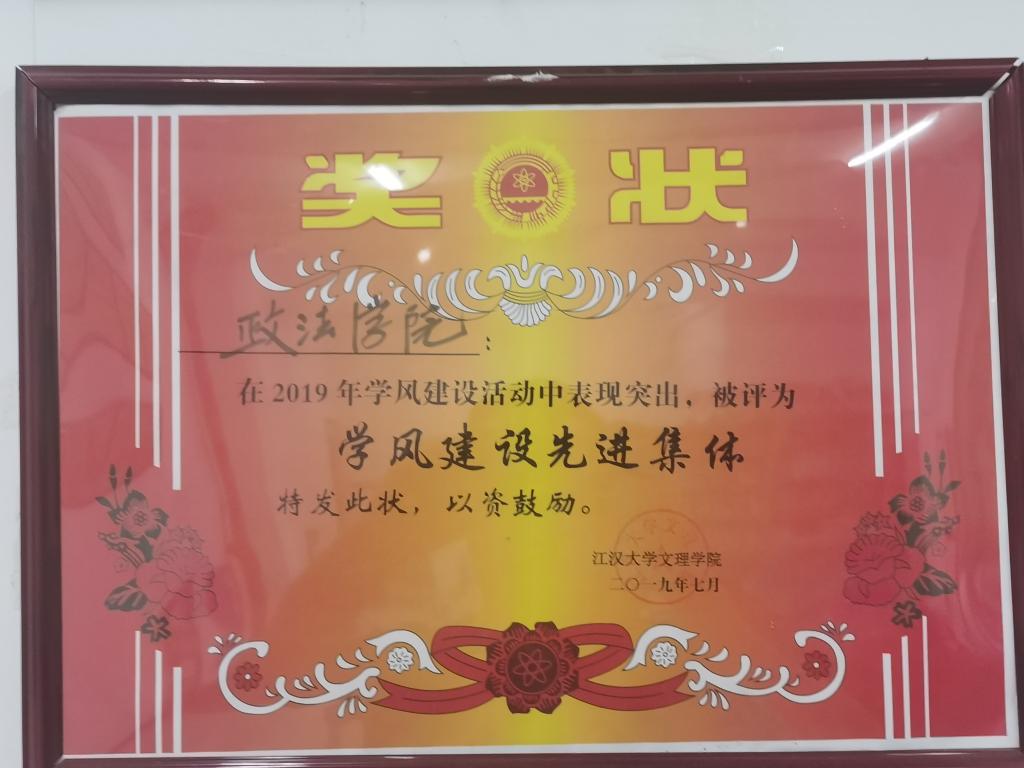 奖状
政法学院：
在2019年学风建设活动中表现突出，被评为
学风建设先进集体
特发此状，以资鼓励。
江汉大学文理学院
二〇一九年七月